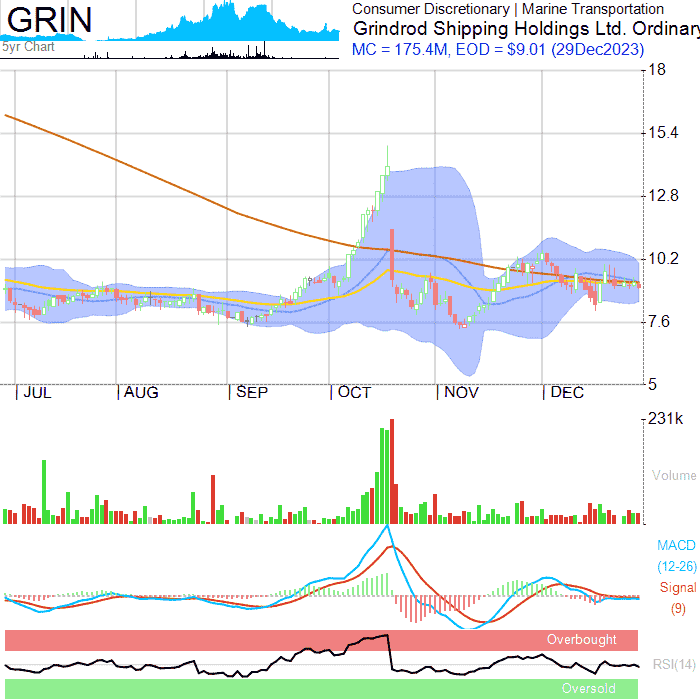 GRIN
5yr Chart
Consumer Discretionary | Marine Transportation
Grindrod Shipping Holdings Ltd. Ordinary
MC = 175.4M, EOD = $9.01 (29Dec2023)
18
15.4
12.8
10.2
7.6
5
JUL AUG SEP OCT NOV DEC
231k
Volume
MACD
(12-26)
Signal
(9)
Overbought
RSI(14)
Oversold